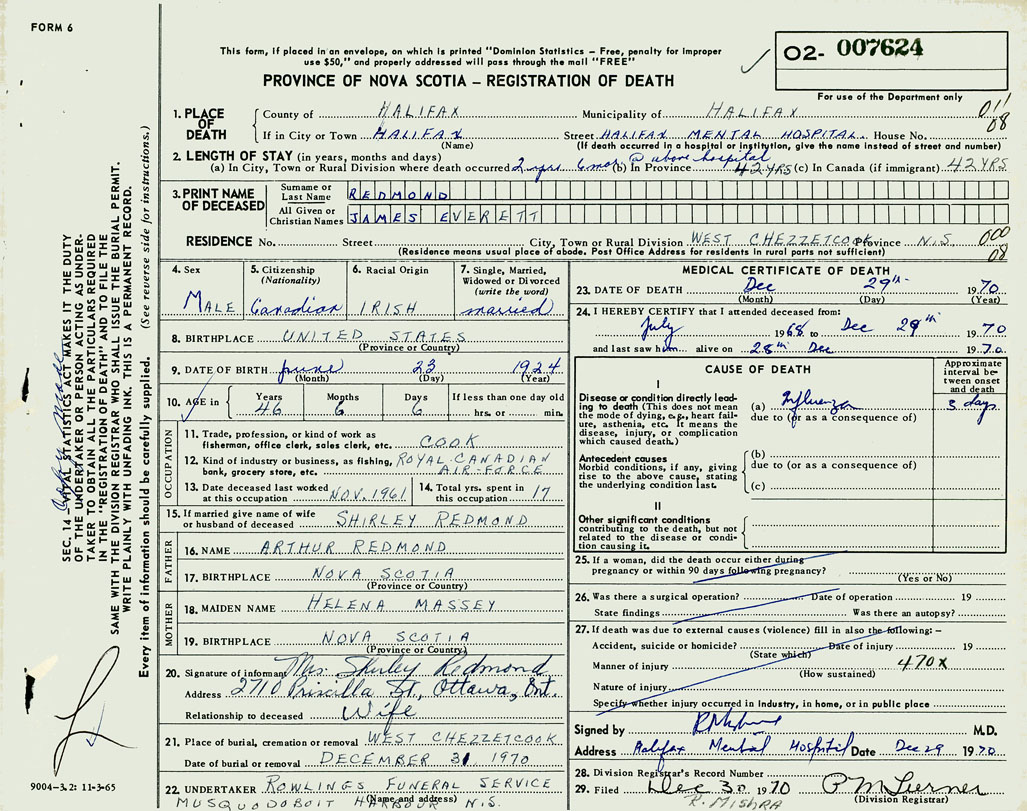 FORM 6
This form, if placed in an envelope, on which is printed "Dominion Statistics – Free, penalty for improper
use $50," and properly addressed will pass through the mail "FREE"
PROVINCE OF NOVA SCOTIA – REGISTRATION OF DEATH
02- 007624
For use of the Department only
1. PLACE OF DEATH County of HALIFAX Municipality of HALIFAX 011
If in City or Town HALIFAX Street HALIFAX MENTAL HOSPITAL. House No. 08
(Name) (If death occurred in a hospital or institution, give the name instead of street and number)
2. LENGTH OF STAY (in years, months and days)
(a) In City, Town or Rural Division where death occurred 2 yrs 6 mos @ above hospital (b) In Province 42 YRS (c) In Canada (if immigrant) 42 YRS
3. PRINT NAME OF DECEASED Surname or Last Name REDMOND
All Given or Christian Names JAMES EVERETT
RESIDENCE No. Street City, Town or Rural Division WEST CHEZZETCOOK Province N.S. 000
(Residence means usual place of abode. Post Office Address for residents in rural parts not sufficient) 08
4. Sex MALE
5. Citizenship (Nationality) Canadian
6. Racial Origin IRISH
7. Single, Married, Widowed or Divorced (write the word) married
8. BIRTHPLACE UNITED STATES
(Province or Country)
9. DATE OF BIRTH June 23 1924
(Month) (Day) (Year)
10. AGE in Years Months Days If less than one day old
46 6 6 hrs. or min.
OCCUPATION
11. Trade, profession, or kind of work as
fisherman, office clerk, sales clerk, etc. COOK
12. Kind of industry or business, as fishing, ROYAL CANADIAN
bank, grocery store, etc. AIR-FORCE
13. Date deceased last worked at this occupation NOV. 1961
14. Total yrs. spent in this occupation 17
15. If married give name of wife
or husband of deceased SHIRLEY REDMOND
FATHER
16. NAME ARTHUR REDMOND
17. BIRTHPLACE NOVA SCOTIA
(Province or Country)
MOTHER
18. MAIDEN NAME HELENA MASSEY
19. BIRTHPLACE NOVA SCOTIA
(Province or Country)
20. Signature of informant Mrs. Shirley Redmond
Address 2710 Priscilla St., Ottawa, Ont.
Relationship to deceased Wife
21. Place of burial, cremation or removal WEST CHEZZETCOOK
Date of burial or removal DECEMBER 31 1970
22. UNDERTAKER ROWLINGS FUNERAL SERVICE
(Name and address)
MUSQUODOBOIT HARBOUR N.S.
MEDICAL CERTIFICATE OF DEATH
23. DATE OF DEATH Dec 29th 1970
(Month) (Day) (Year)
24. I HEREBY CERTIFY that I attended deceased from:
July 1968 to Dec 29th 1970
and last saw him alive on 28th Dec 1970.
CAUSE OF DEATH
Approximate
interval be-
tween onset
and death
I
Disease or condition directly lead-
ing to death (This does not mean
the mode of dying, e.g., heart fail-
ure, asthenia, etc. It means the
disease, injury, or complication
which caused death.)
(a) Influenza 3 days
due to (or as a consequence of)
Antecedent causes
Morbid conditions, if any, giving
rise to the above cause, stating
the underlying condition last.
(b)
due to (or as a consequence of)
(c)
II
Other significant conditions
contributing to the death, but not
related to the disease or condi-
tion causing it.
25. If a woman, did the death occur either during
pregnancy or within 90 days following pregnancy?
(Yes or No)
26. Was there a surgical operation? Date of operation 19
State findings Was there an autopsy?
27. If death was due to external causes (violence) fill in also the following: –
Accident, suicide or homicide? Date of injury 19
(State which)
Manner of injury 470X
(How sustained)
Nature of injury
Specify whether injury occurred in industry, in home, or in public place
Signed by M.D.
Address Halifax Mental Hospital Date Dec 29 1970
28. Division Registrar's Record Number
29. Filed Dec 30 1970
(Division Registrar)
R. MISHRA
SEC. 14 VITAL STATISTICS ACT MAKES IT THE DUTY
OF THE UNDERTAKER OR PERSON ACTING AS UNDER-
TAKER TO OBTAIN ALL THE PARTICULARS REQUIRED
IN THE "REGISTRATION OF DEATH" AND TO FILE THE
SAME WITH THE DIVISION REGISTRAR WHO SHALL ISSUE THE BURIAL PERMIT.
WRITE PLAINLY WITH UNFADING INK. THIS IS A PERMANENT RECORD.
Every item of information should be carefully supplied. (See reverse side for instructions.)
9004-3.2: 11-3-65